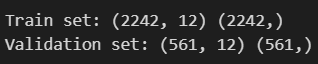 Train set: (2242, 12) (2242,)
Validation set: (561, 12) (561,)